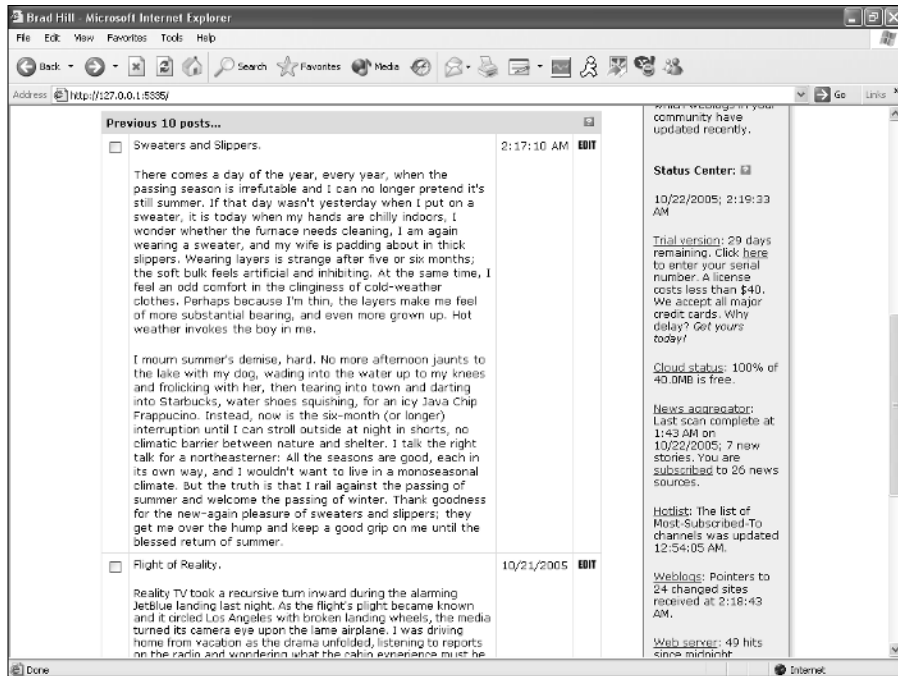 Brad Hill - Microsoft Internet Explorer
File Edit View Favorites Tools Help
Back Search Favorites Media
Address http://127.0.0.1:5335/ Go Links »
Previous 10 posts...
Sweaters and Slippers. 2:17:10 AM EDIT
There comes a day of the year, every year, when the
passing season is irrefutable and I can no longer pretend it's
still summer. If that day wasn't yesterday when I put on a
sweater, it is today when my hands are chilly indoors, I
wonder whether the furnace needs cleaning, I am again
wearing a sweater, and my wife is padding about in thick
slippers. Wearing layers is strange after five or six months;
the soft bulk feels artificial and inhibiting. At the same time, I
feel an odd comfort in the clinginess of cold-weather
clothes. Perhaps because I'm thin, the layers make me feel
of more substantial bearing, and even more grown up. Hot
weather invokes the boy in me.
I mourn summer's demise, hard. No more afternoon jaunts to
the lake with my dog, wading into the water up to my knees
and frolicking with her, then tearing into town and darting
into Starbucks, water shoes squishing, for an icy Java Chip
Frappucino. Instead, now is the six-month (or longer)
interruption until I can stroll outside at night in shorts, no
climatic barrier between nature and shelter. I talk the right
talk for a northeasterner: All the seasons are good, each in
its own way, and I wouldn't want to live in a monoseasonal
climate. But the truth is that I rail against the passing of
summer and welcome the passing of winter. Thank goodness
for the new-again pleasure of sweaters and slippers; they
get me over the hump and keep a good grip on me until the
blessed return of summer.
Flight of Reality. 10/21/2005 EDIT
Reality TV took a recursive turn inward during the alarming
JetBlue landing last night. As the flight's plight became known
and it circled Los Angeles with broken landing wheels, the media
turned its camera eye upon the lame airplane. I was driving
home from vacation as the drama unfolded, listening to reports
on the radio and wondering what the cabin experience must be
which weblogs in your
community have
updated recently.
Status Center:
10/22/2005; 2:19:33
AM
Trial version: 29 days
remaining. Click here
to enter your serial
number. A license
costs less than $40.
We accept all major
credit cards. Why
delay? Get yours
today!
Cloud status: 100% of
40.0MB is free.
News aggregator:
Last scan complete at
1:43 AM on
10/22/2005; 7 new
stories. You are
subscribed to 26 news
sources.
Hotlist: The list of
Most-Subscribed-To
channels was updated
12:54:05 AM.
Weblogs: Pointers to
24 changed sites
received at 2:18:43
AM.
Web server: 49 hits
since midnight
Done Internet